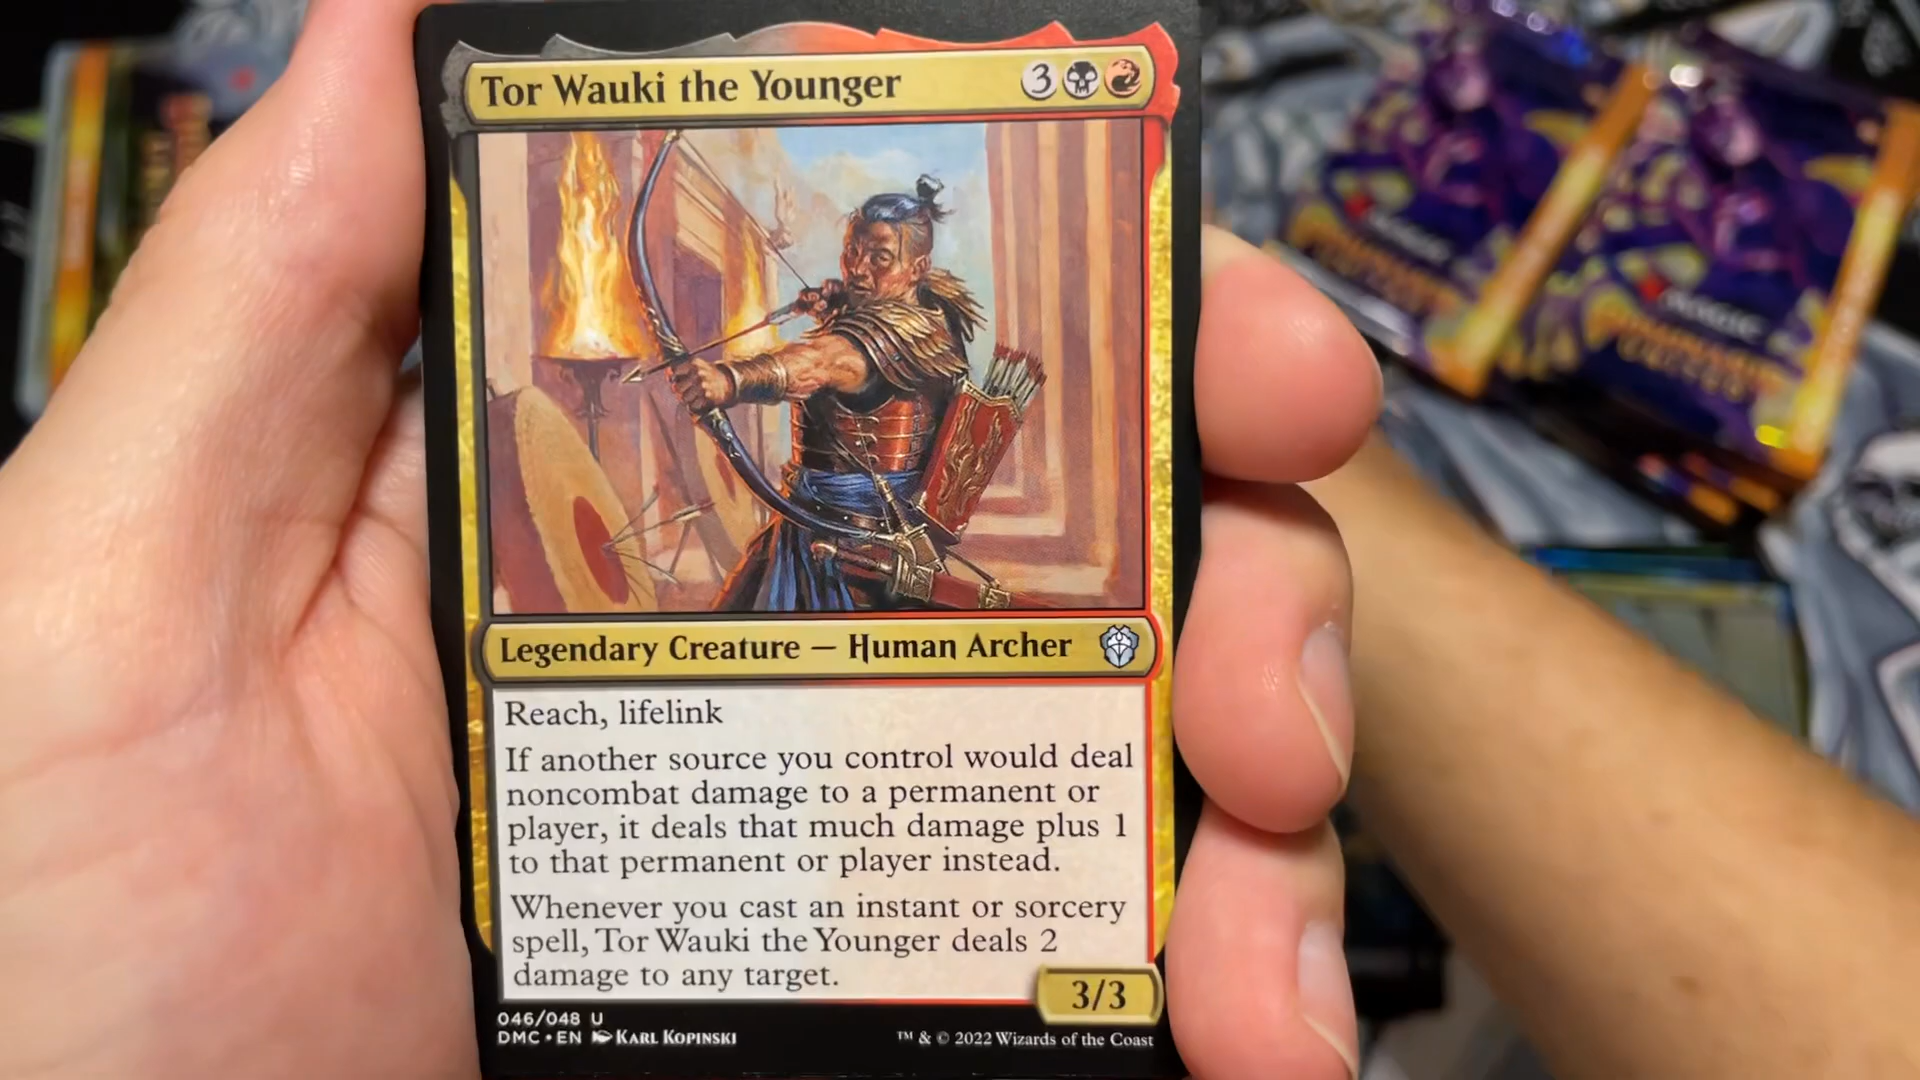 Tor Wauki the Younger 3
Legendary Creature — Human Archer
Reach, lifelink
If another source you control would deal
noncombat damage to a permanent or
player, it deals that much damage plus 1
to that permanent or player instead.
Whenever you cast an instant or sorcery
spell, Tor Wauki the Younger deals 2
damage to any target.
3/3
046/048 U
DMC • EN Karl Kopinski
™ & © 2022 Wizards of the Coast
MAGIC